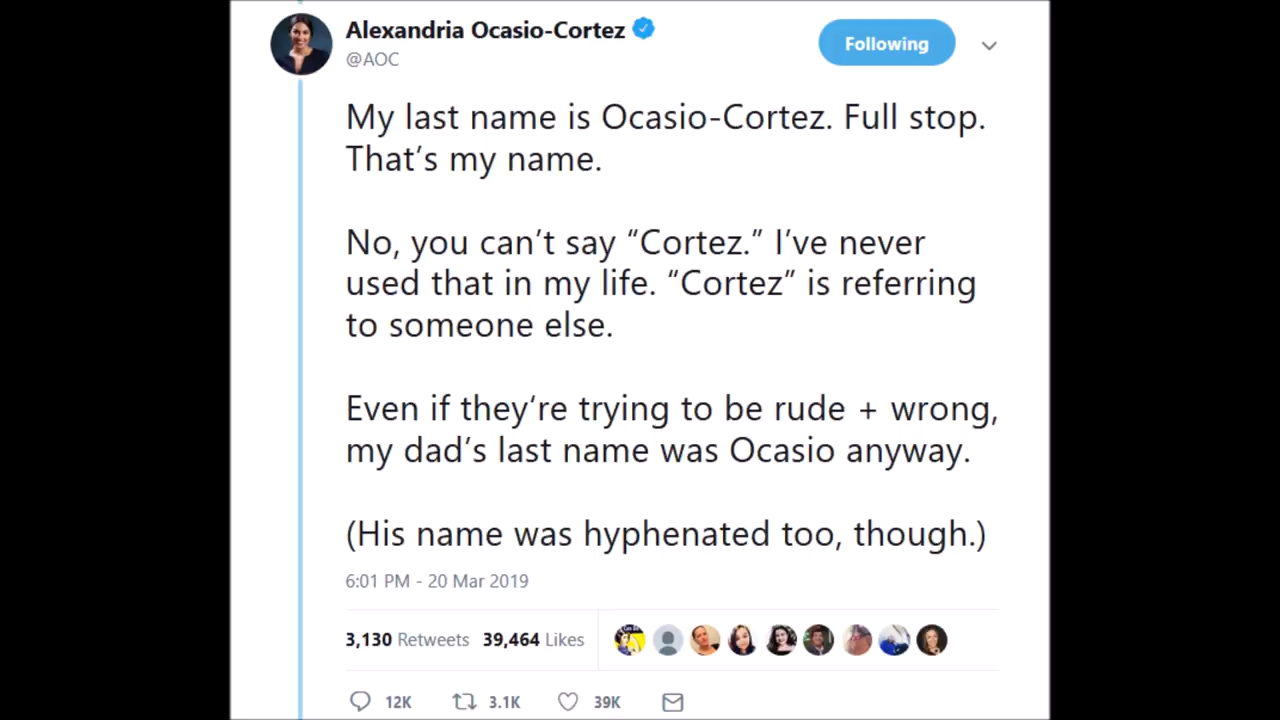 Alexandria Ocasio-Cortez
@AOC
Following
My last name is Ocasio-Cortez. Full stop.
That’s my name.
No, you can’t say “Cortez.” I’ve never
used that in my life. “Cortez” is referring
to someone else.
Even if they‘re trying to be rude + wrong,
my dad’s last name was Ocasio anyway.
(His name was hyphenated too, though.)
6:01 PM - 20 Mar 2019
3,130 Retweets 39,464 Likes
12K 3.1K 39K